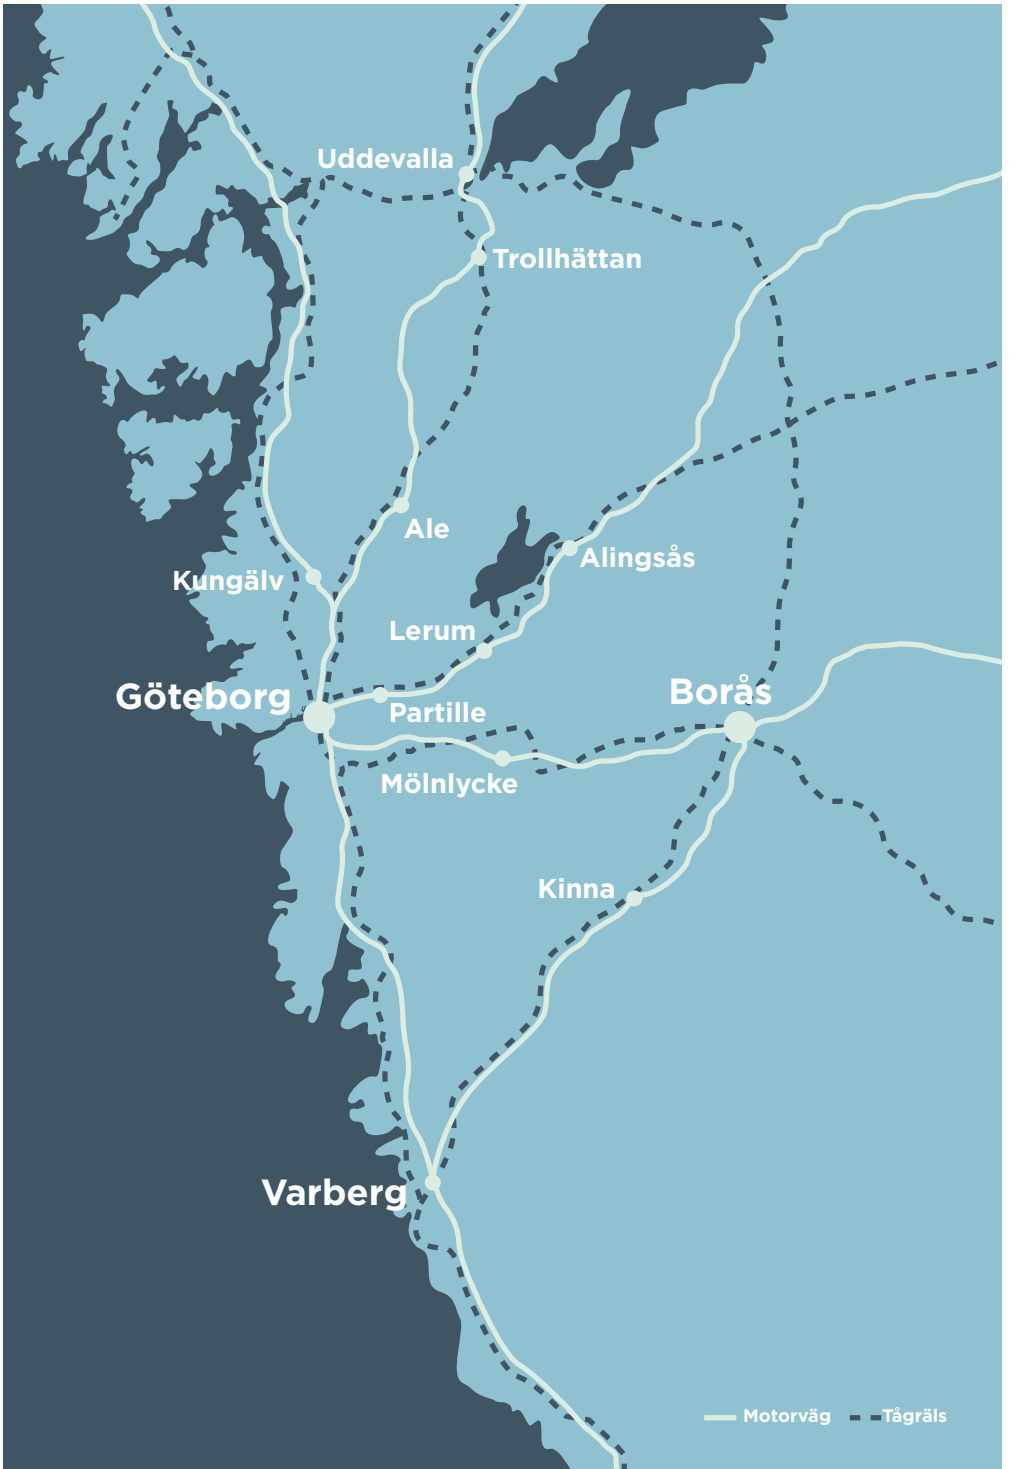 Uddevalla
Trollhättan
Ale
Alingsås
Kungälv
Lerum
Göteborg
Borås
Partille
Mölnlycke
Kinna
Varberg
Motorväg
Tågräls